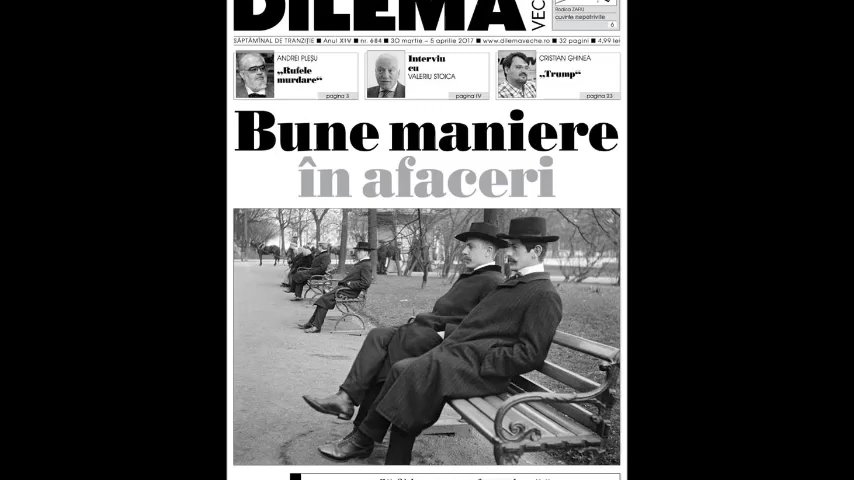 DILEMA
VECHE
Rodica ZAFIU
cuvinte nepotrivite
6
SĂPTĂMÎNAL DE TRANZIȚIE ■ Anul XIV ■ nr. 684 ■ 30 martie – 5 aprilie 2017 ■ www.dilemaveche.ro ■ 32 pagini ■ 4,99 lei
ANDREI PLEȘU
„Rufele
murdare“
pagina 3
Interviu
cu
VALERIU STOICA
pagina IV
CRISTIAN GHINEA
„Trump“
pagina 23
Bune maniere
în afaceri